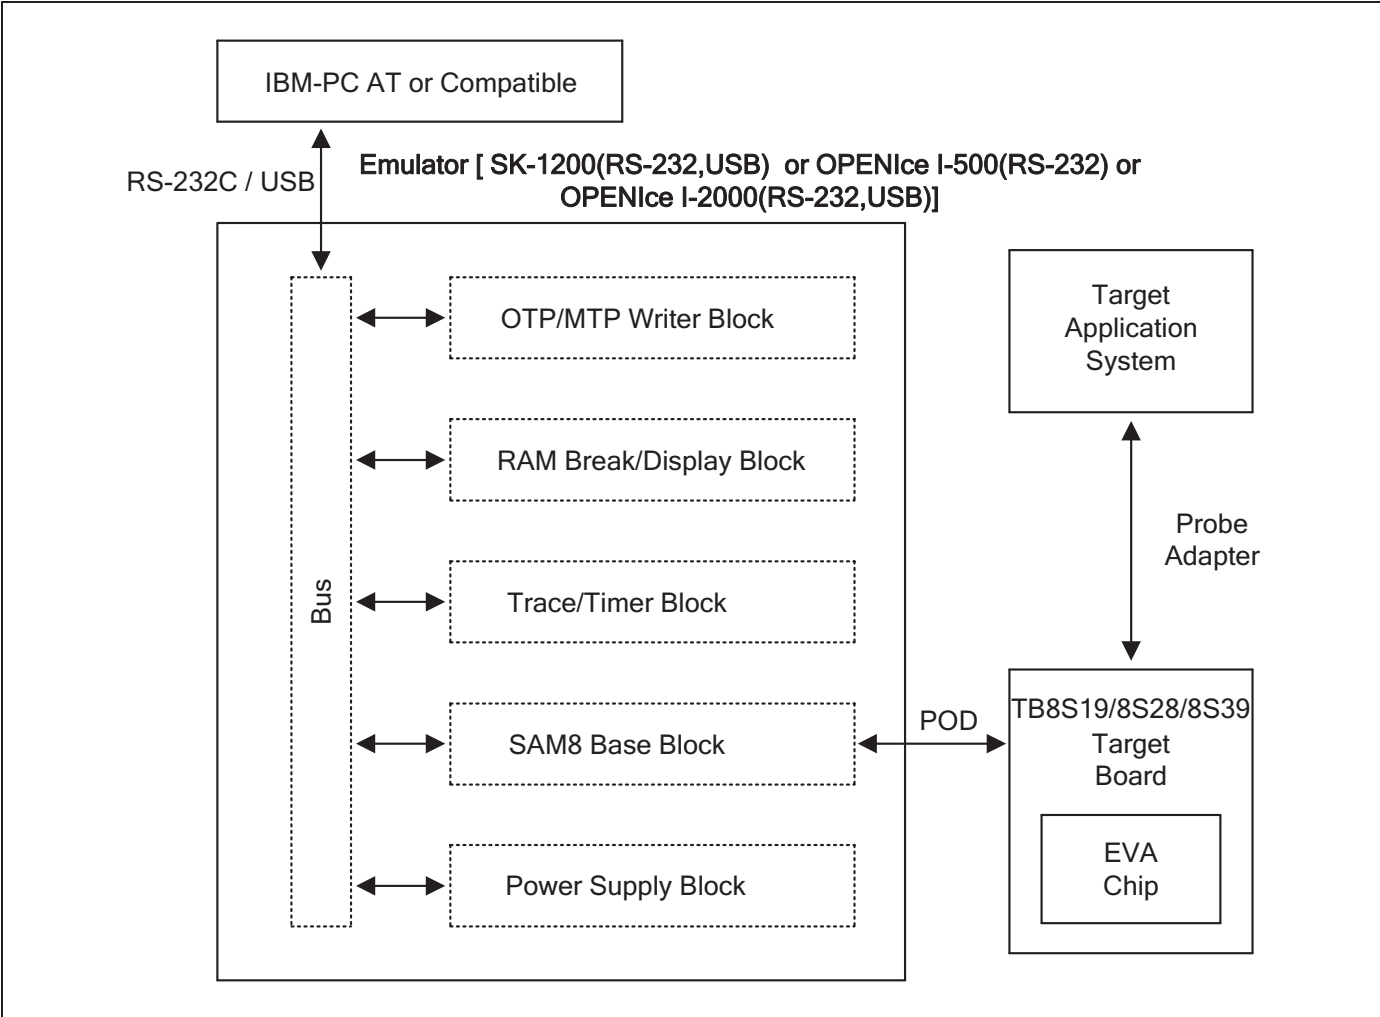 IBM-PC AT or Compatible
RS-232C / USB
Emulator [ SK-1200(RS-232,USB) or OPENIce I-500(RS-232) or
OPENIce I-2000(RS-232,USB)]
Bus
OTP/MTP Writer Block
RAM Break/Display Block
Trace/Timer Block
SAM8 Base Block
Power Supply Block
POD
Target
Application
System
Probe
Adapter
TB8S19/8S28/8S39
Target
Board
EVA
Chip